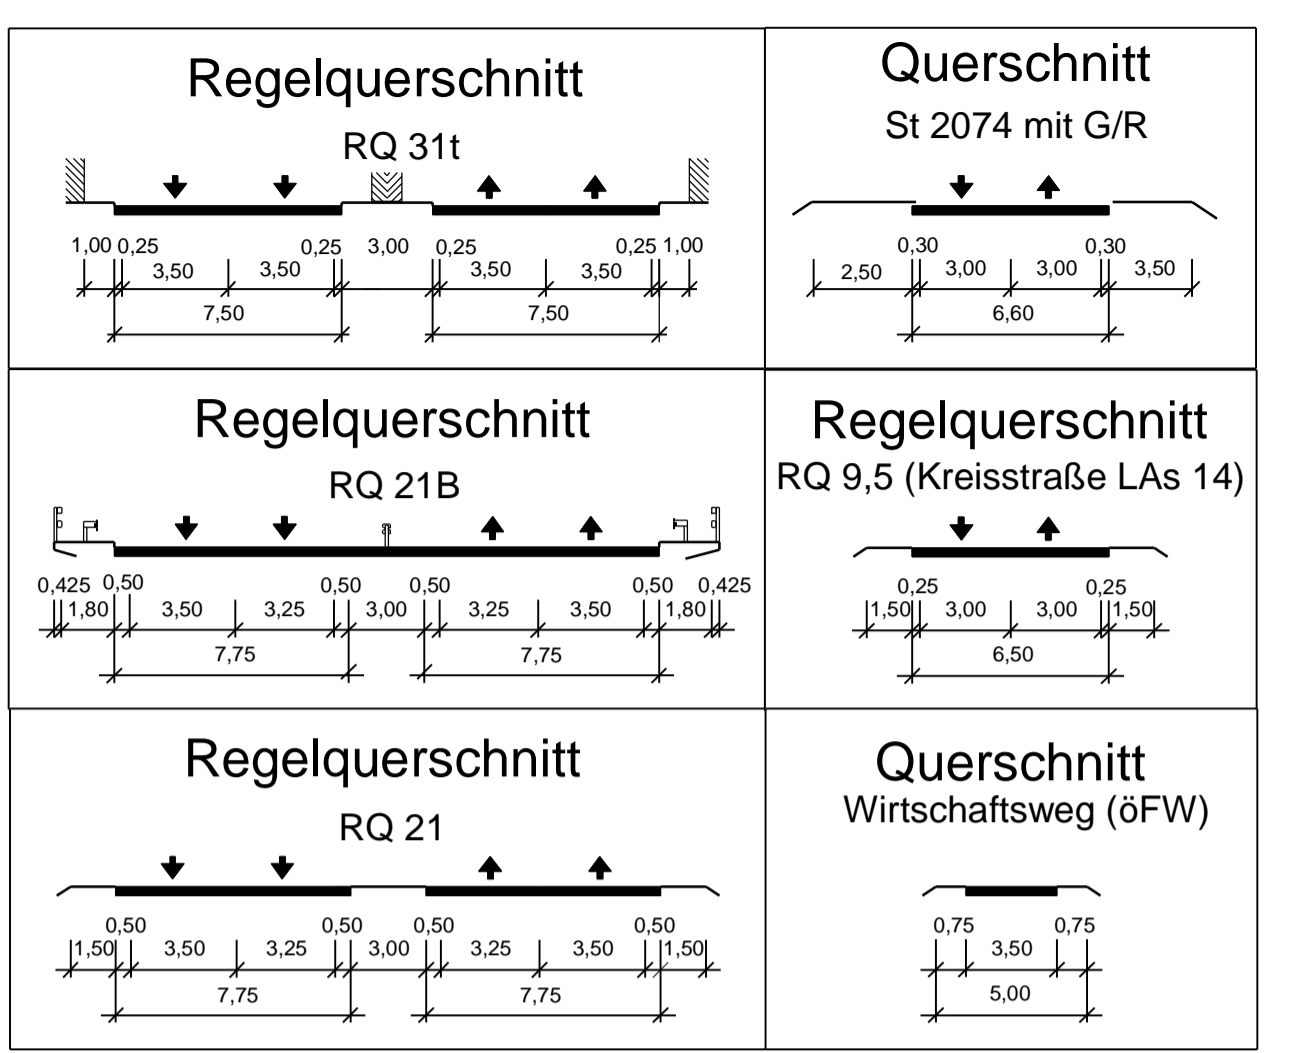 Regelquerschnitt
RQ 31t
1,00 0,25 0,25 3,00 0,25 0,25 1,00
3,50 3,50 3,50 3,50
7,50 7,50
Querschnitt
St 2074 mit G/R
0,30 0,30
2,50 3,00 3,00 3,50
6,60
Regelquerschnitt
RQ 21B
0,425 0,50 0,50 0,50 0,50 0,425
1,80 3,50 3,25 3,00 3,25 3,50 1,80
7,75 7,75
Regelquerschnitt
RQ 9,5 (Kreisstraße LAs 14)
0,25 0,25
1,50 3,00 3,00 1,50
6,50
Regelquerschnitt
RQ 21
0,50 0,50 0,50 0,50
1,50 3,50 3,25 3,00 3,25 3,50 1,50
7,75 7,75
Querschnitt
Wirtschaftsweg (öFW)
0,75 0,75
3,50
5,00